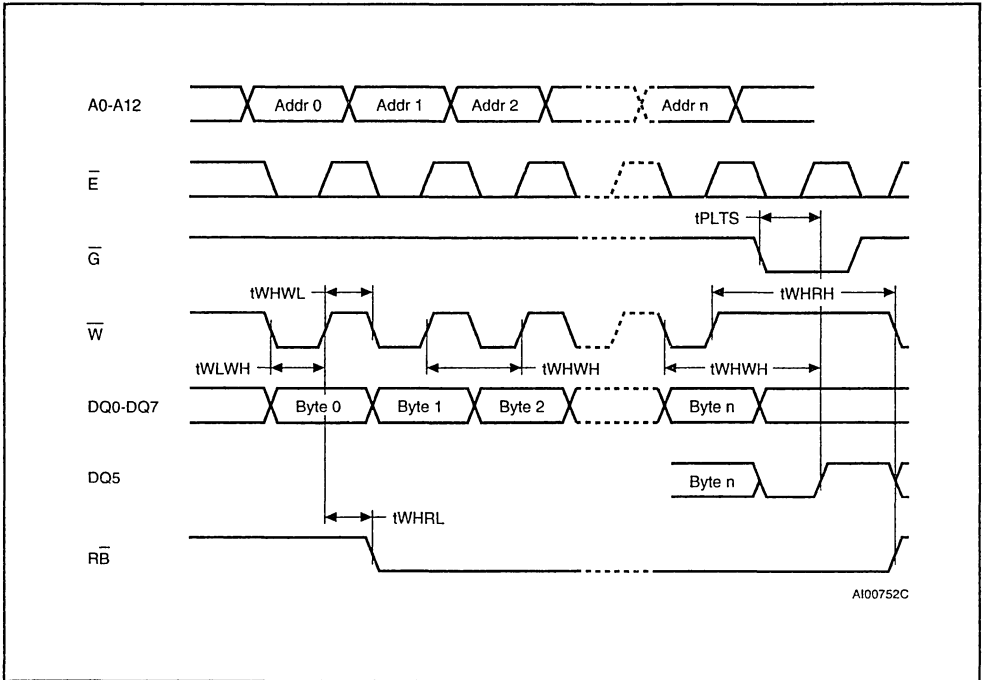 A0-A12 Addr 0 Addr 1 Addr 2 Addr n
E̅
tPLTS
G̅
tWHWL tWHRH
W̅
tWLWH tWHWH tWHWH
DQ0-DQ7 Byte 0 Byte 1 Byte 2 Byte n
DQ5 Byte n
tWHRL
RB̅
AI00752C